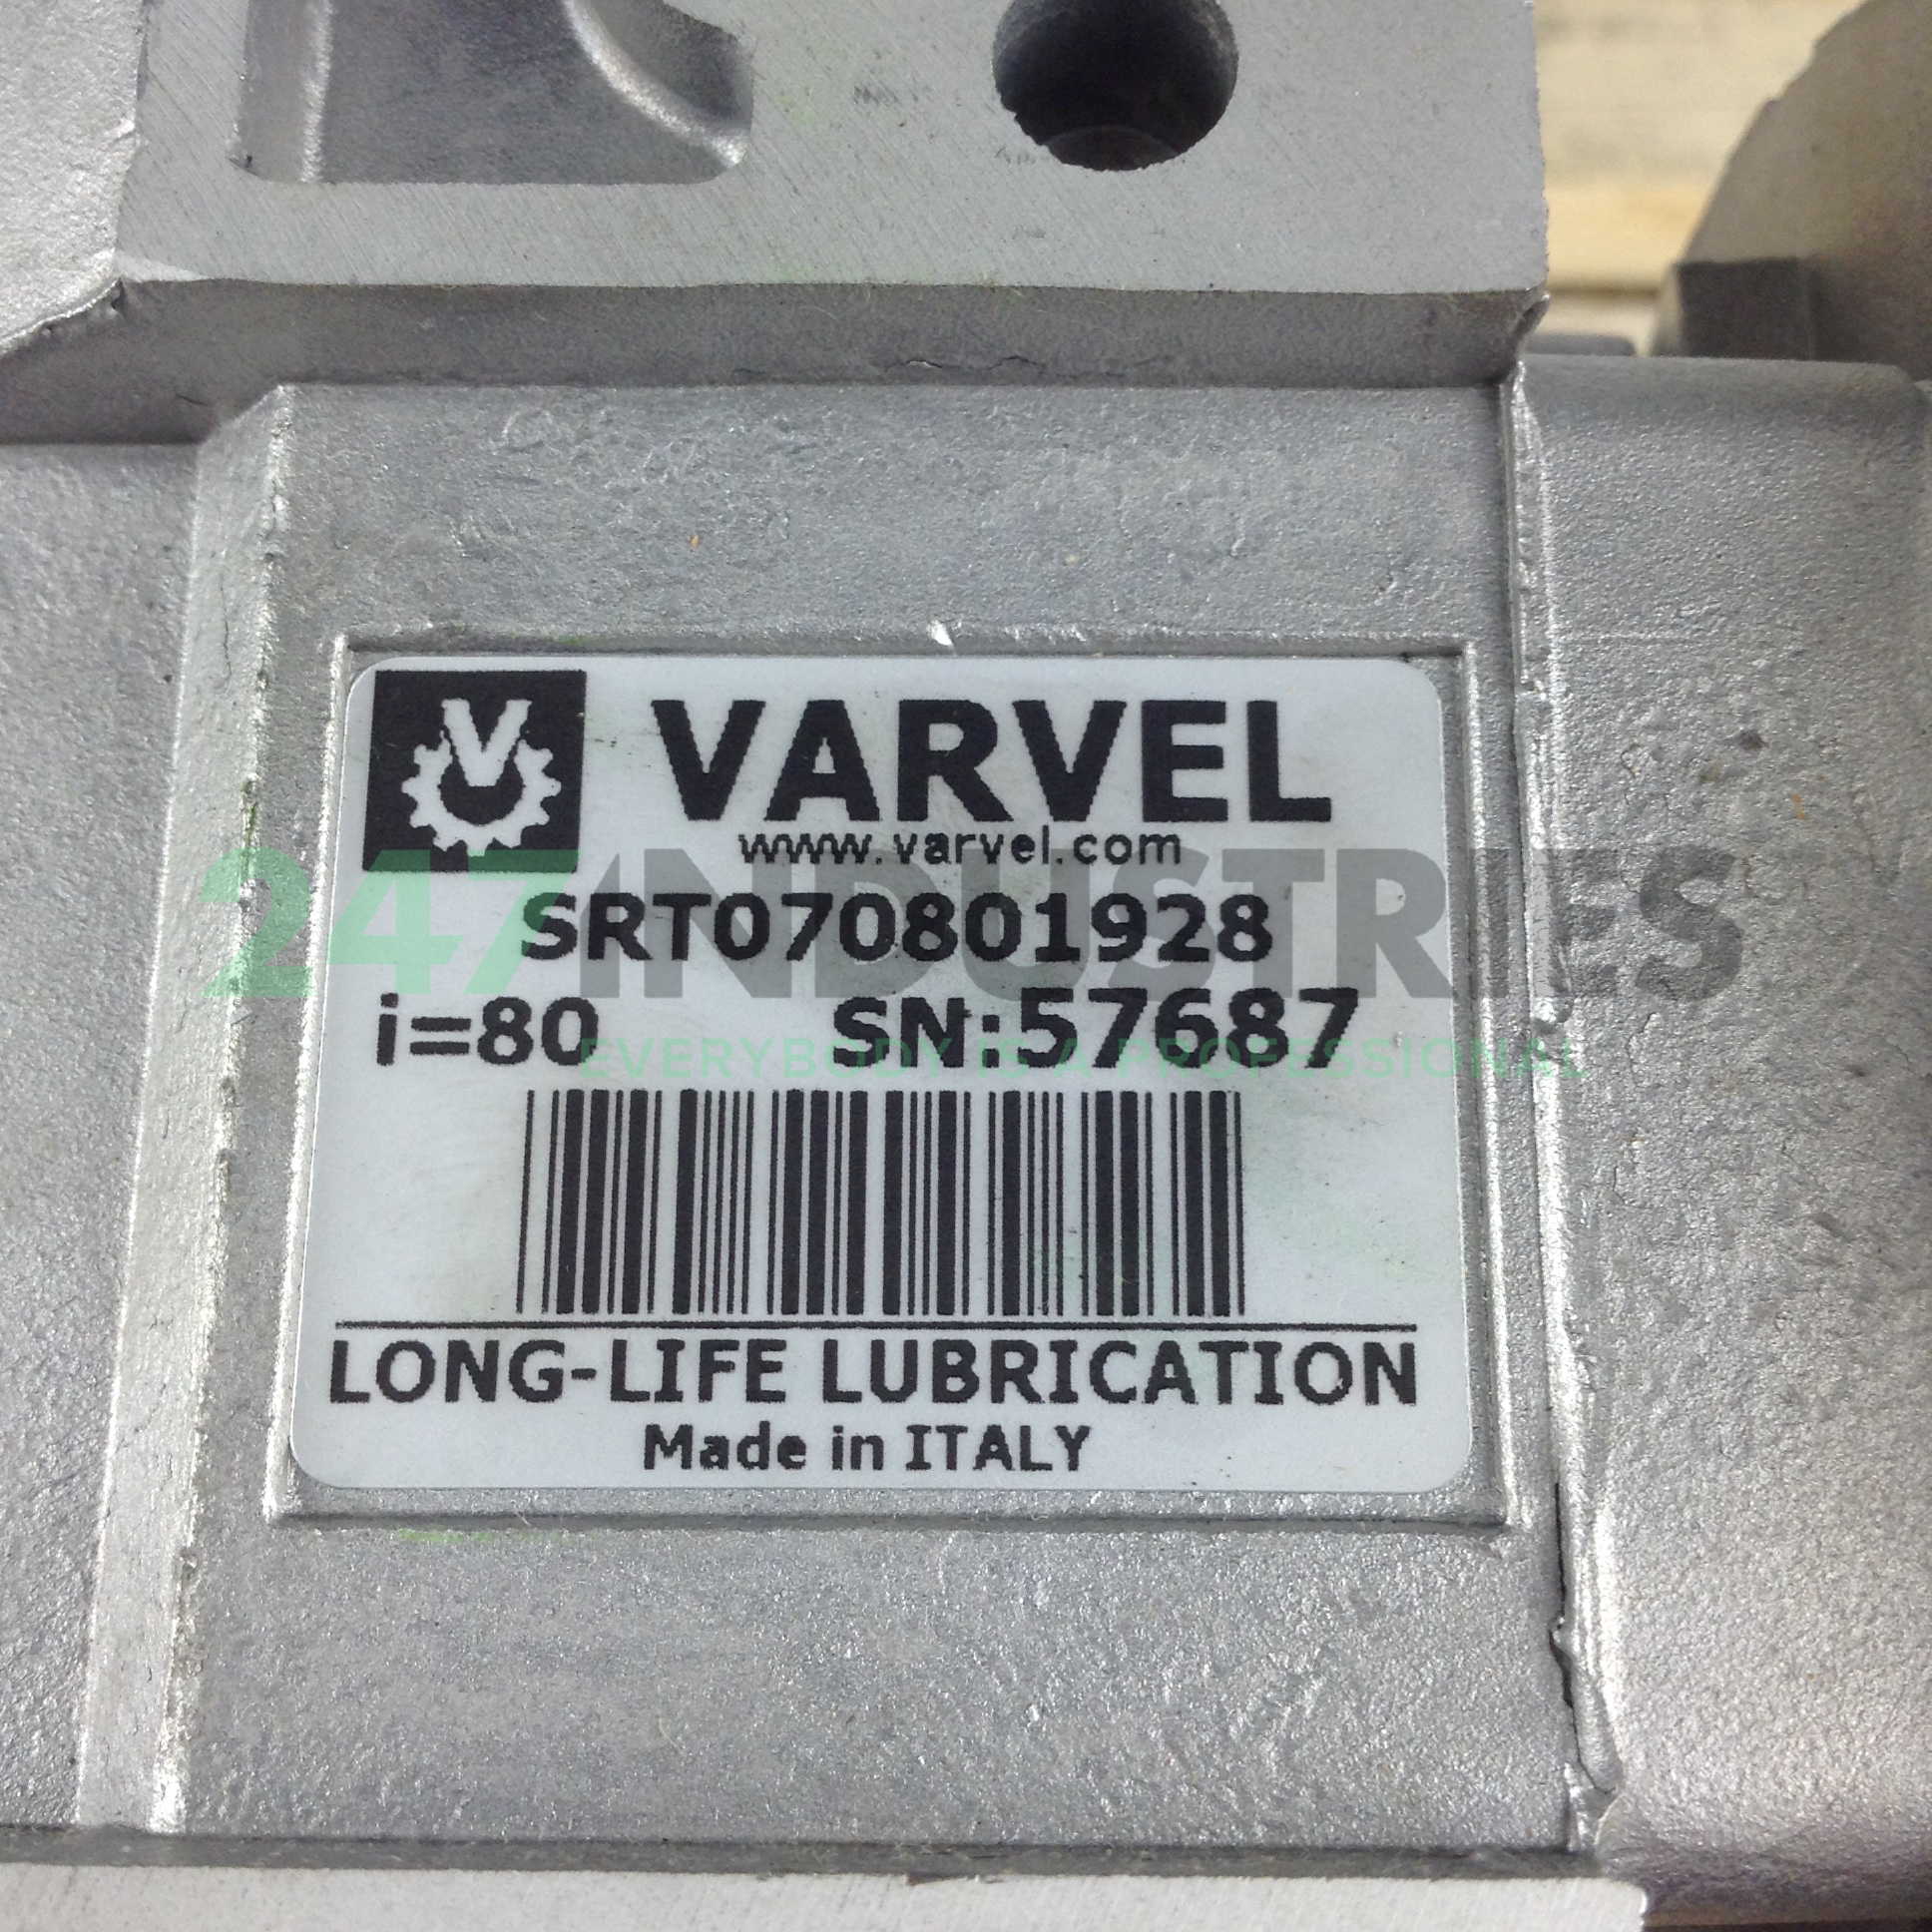 V
VARVEL
www.varvel.com
SRT070801928
247INDUSTRIES
i=80 SN:57687
EVERYBODY IS A PROFESSIONAL
LONG-LIFE LUBRICATION
Made in ITALY